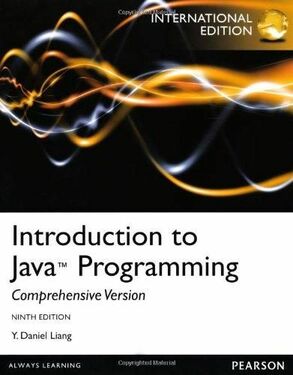 INTERNATIONAL
EDITION
Introduction to
Java™ Programming
Comprehensive Version
NINTH EDITION
Y. Daniel Liang
ALWAYS LEARNING
PEARSON